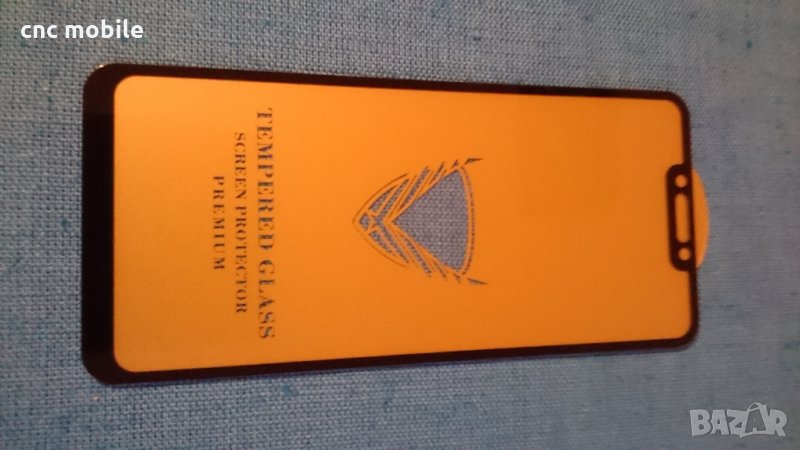 cnc mobile
TEMPERED GLASS
SCREEN PROTECTOR
PREMIUM
BAZAR